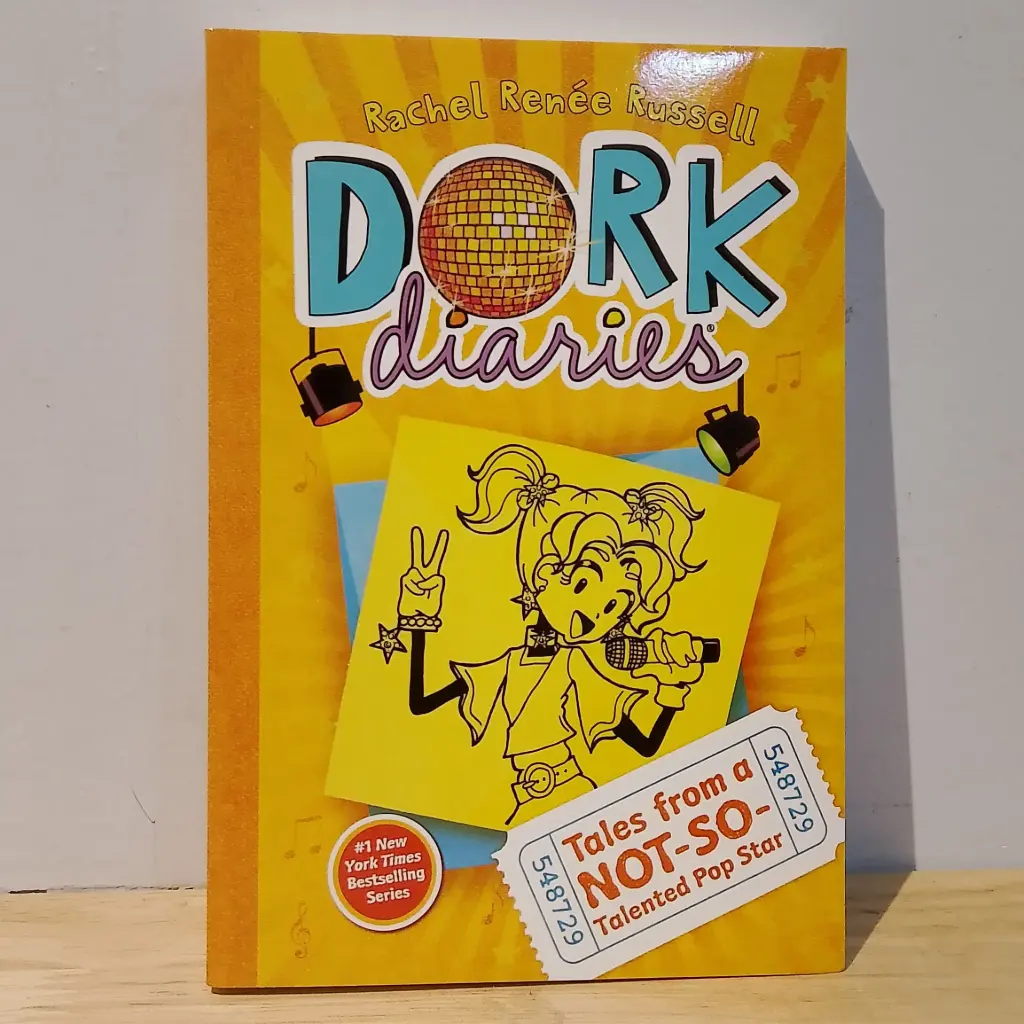 Rachel Renée Russell
DORK
diaries®
#1 New
York Times
Bestselling
Series
548729
Tales from a
NOT-SO-
Talented Pop Star
548729